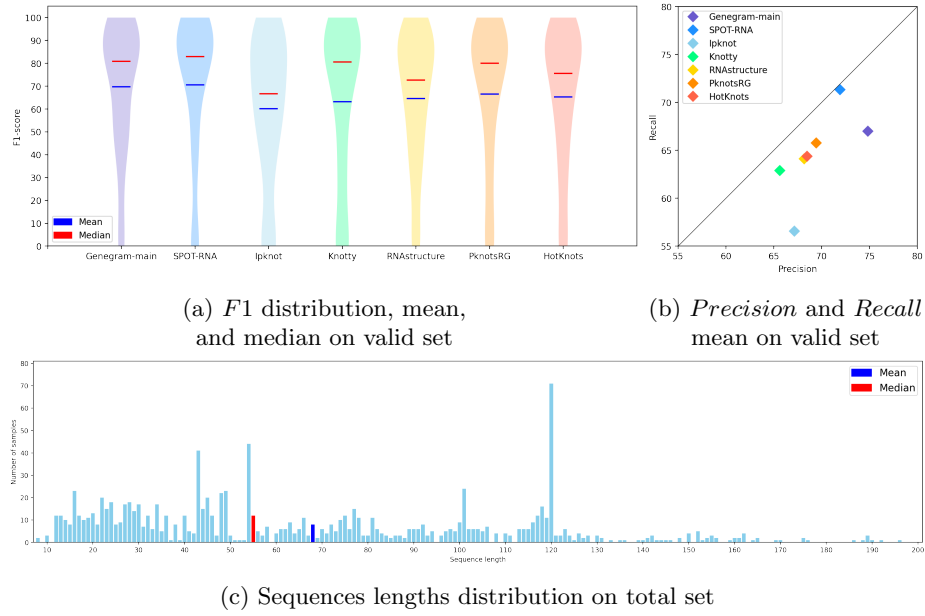 100
90
80
70
60
50
40
30
20
10
0
F1-score
Mean
Median
Genegram-main SPOT-RNA Ipknot Knotty RNAstructure PknotsRG HotKnots
80
75
70
65
60
55
Recall
Genegram-main
SPOT-RNA
Ipknot
Knotty
RNAstructure
PknotsRG
HotKnots
55 60 65 70 75 80
Precision
(a) F1 distribution, mean,
and median on valid set
(b) Precision and Recall
mean on valid set
80
70
60
50
40
30
20
10
0
Number of samples
Mean
Median
10 20 30 40 50 60 70 80 90 100 110 120 130 140 150 160 170 180 190 200
Sequence length
(c) Sequences lengths distribution on total set